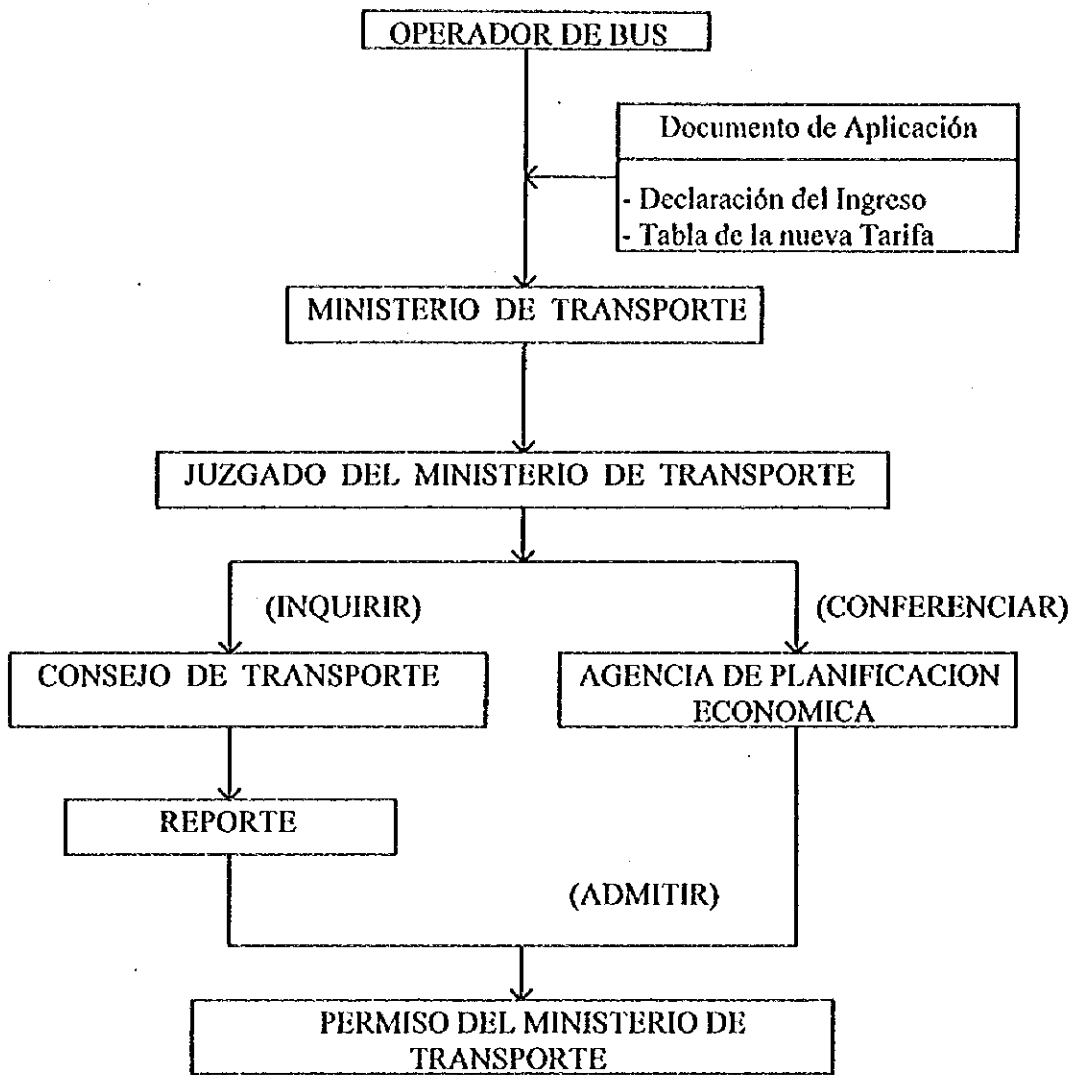 OPERADOR DE BUS
Documento de Aplicación
- Declaración del Ingreso
- Tabla de la nueva Tarifa
MINISTERIO DE TRANSPORTE
JUZGADO DEL MINISTERIO DE TRANSPORTE
(INQUIRIR)
(CONFERENCIAR)
CONSEJO DE TRANSPORTE
AGENCIA DE PLANIFICACION
ECONOMICA
REPORTE
(ADMITIR)
PERMISO DEL MINISTERIO DE
TRANSPORTE